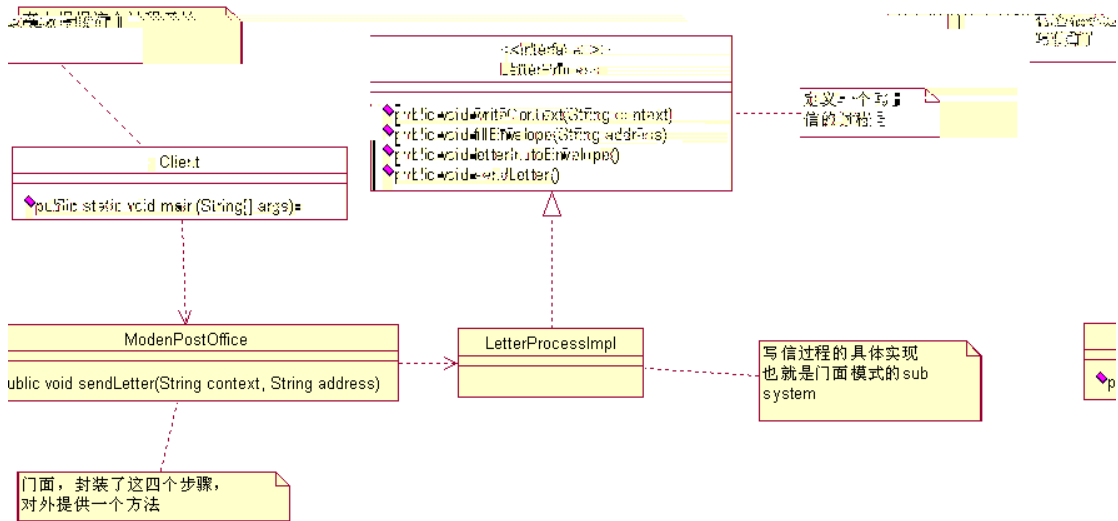 LetterProcess
public void writeContext(String context)
public void fillEnvelope(String address)
public void letterIntoEnvelope()
public void sendLetter()
定义一个写
信的过程
Client
public static void main(String[] args)
ModenPostOffice
ublic void sendLetter(String context, String address)
LetterProcessImpl
写信过程的具体实现
也就是门面模式的sub
system
p
门面，封装了这四个步骤，
对外提供一个方法